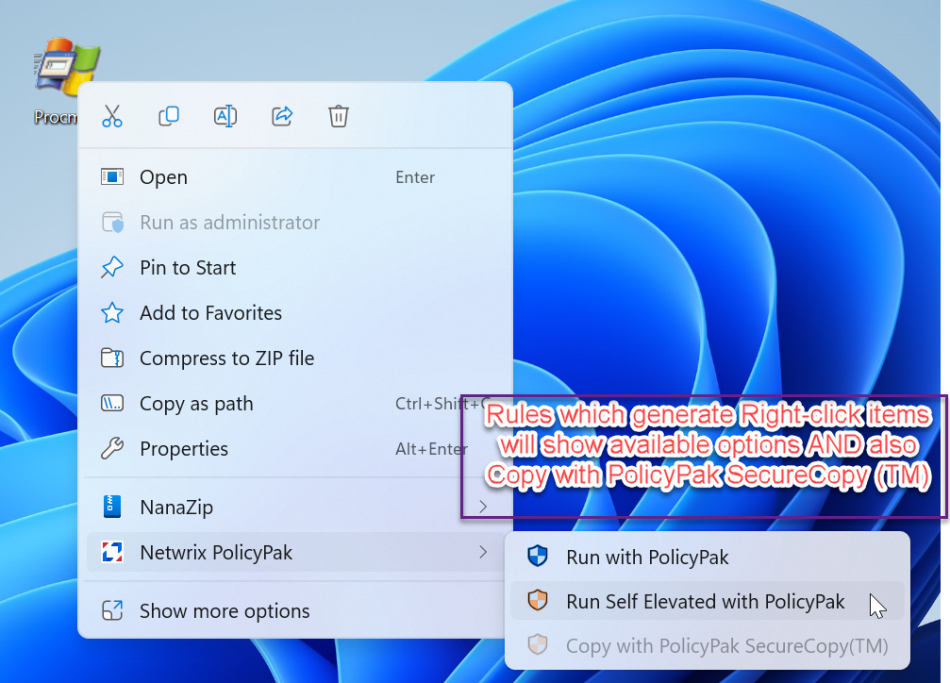 Open Enter
Run as administrator
Pin to Start
Add to Favorites
Compress to ZIP file
Copy as path Ctrl+Shift+C
Properties Alt+Enter
Rules which generate Right-click items
will show available options AND also
Copy with PolicyPak SecureCopy (TM)
NanaZip
Netwrix PolicyPak
Show more options
Run with PolicyPak
Run Self Elevated with PolicyPak
Copy with PolicyPak SecureCopy(TM)